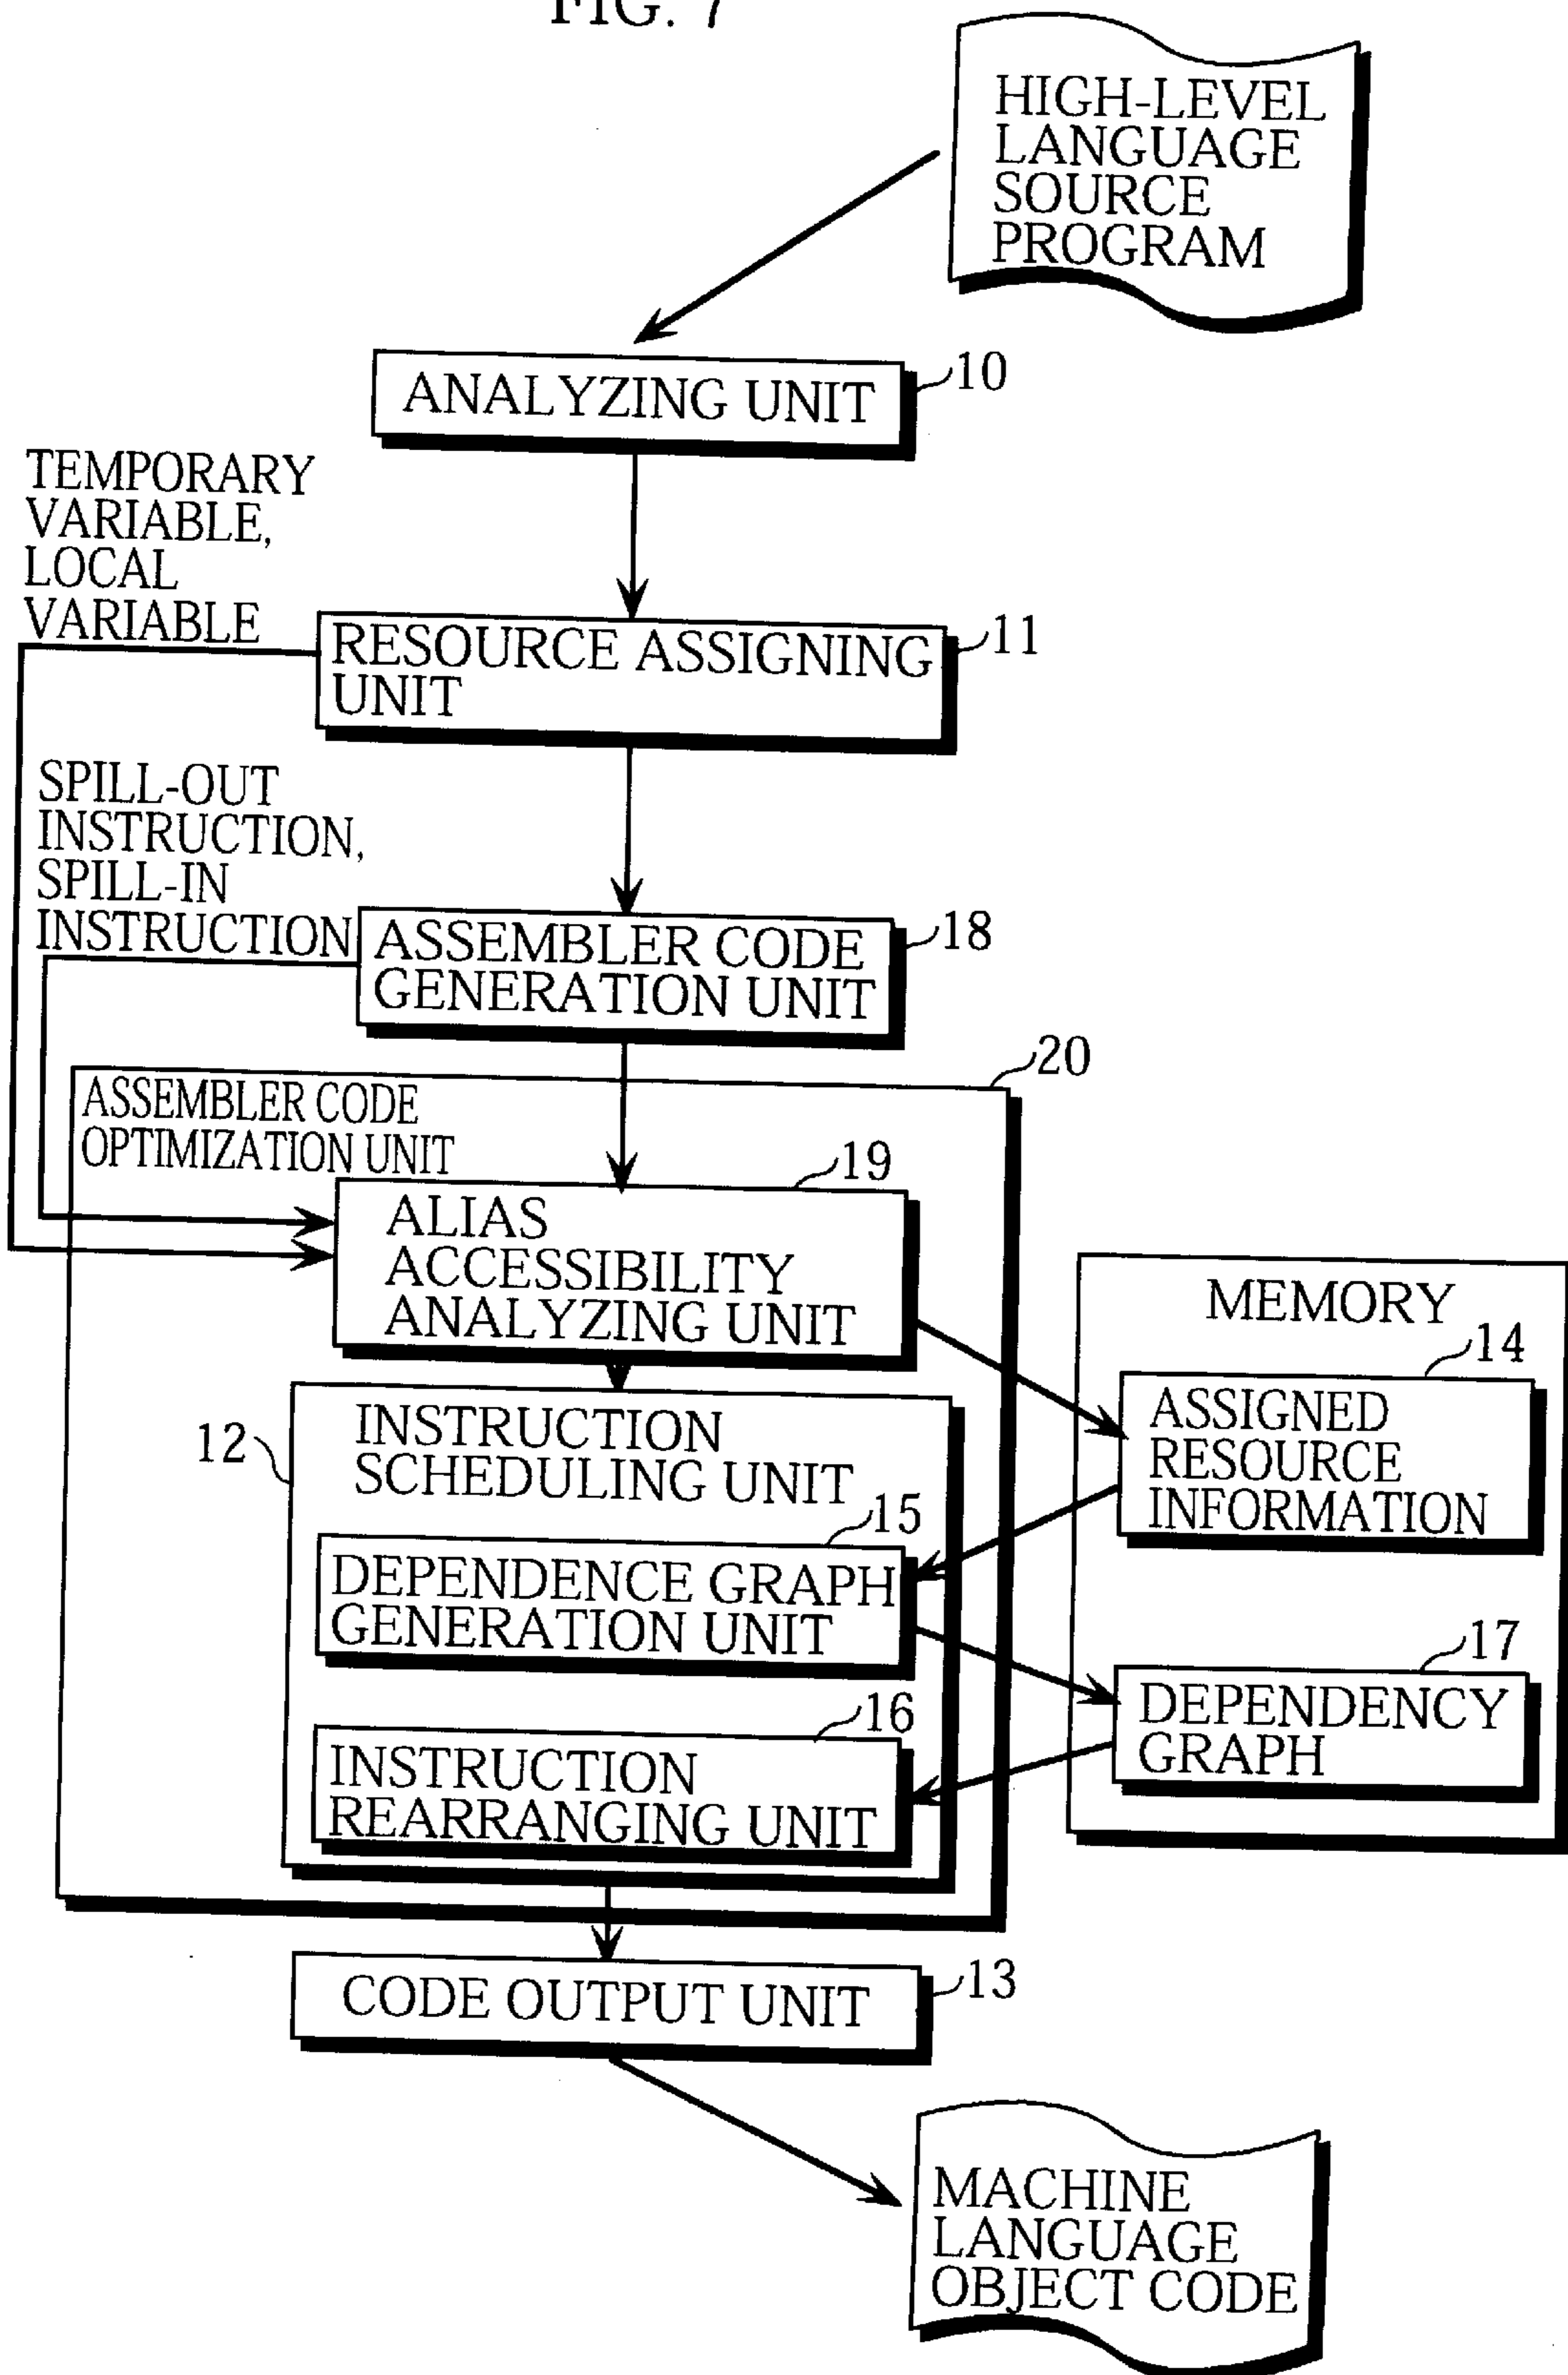 FIG. 7
HIGH-LEVEL
LANGUAGE
SOURCE
PROGRAM
ANALYZING UNIT
10
TEMPORARY
VARIABLE,
LOCAL
VARIABLE
RESOURCE ASSIGNING
UNIT
11
SPILL-OUT
INSTRUCTION,
SPILL-IN
INSTRUCTION
ASSEMBLER CODE
GENERATION UNIT
18
20
ASSEMBLER CODE
OPTIMIZATION UNIT
19
ALIAS
ACCESSIBILITY
ANALYZING UNIT
MEMORY
14
ASSIGNED
RESOURCE
INFORMATION
12
INSTRUCTION
SCHEDULING UNIT
15
DEPENDENCE GRAPH
GENERATION UNIT
17
DEPENDENCY
GRAPH
16
INSTRUCTION
REARRANGING UNIT
CODE OUTPUT UNIT
13
MACHINE
LANGUAGE
OBJECT CODE